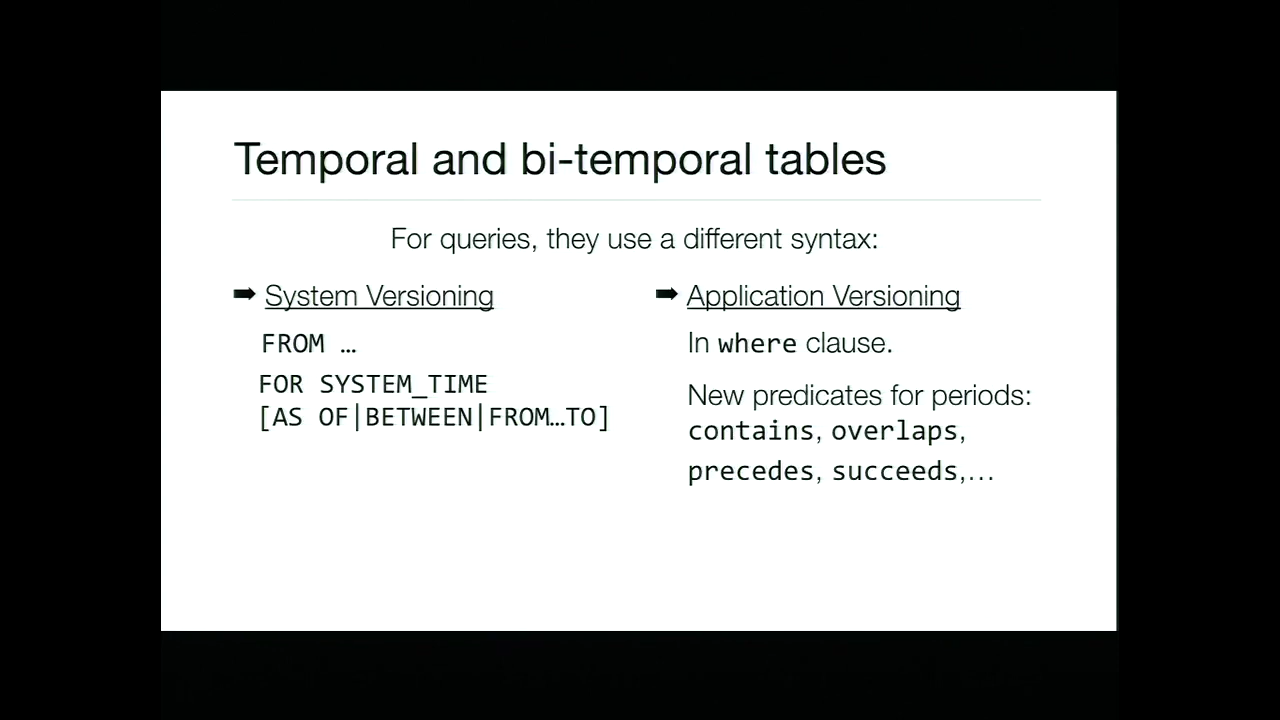 Temporal and bi-temporal tables
For queries, they use a different syntax:
➡ System Versioning
FROM …
FOR SYSTEM_TIME
[AS OF|BETWEEN|FROM…TO]
➡ Application Versioning
In where clause.
New predicates for periods:
contains, overlaps,
precedes, succeeds,…